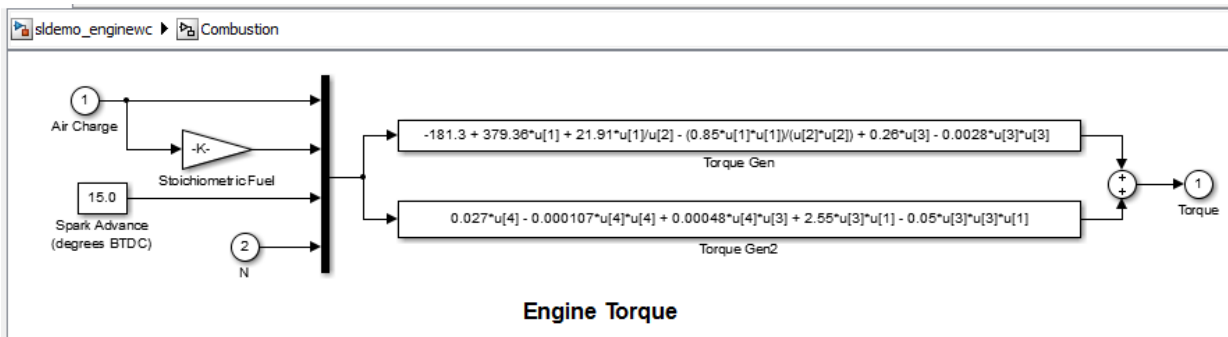 sldemo_enginewc ▶ Combustion
1
Air Charge
-K-
Stoichiometric Fuel
15.0
Spark Advance
(degrees BTDC)
2
N
-181.3 + 379.36*u[1] + 21.91*u[1]/u[2] - (0.85*u[1]*u[1])/(u[2]*u[2]) + 0.26*u[3] - 0.0028*u[3]*u[3]
Torque Gen
0.027*u[4] - 0.000107*u[4]*u[4] + 0.00048*u[4]*u[3] + 2.55*u[3]*u[1] - 0.05*u[3]*u[3]*u[1]
Torque Gen2
+
+
1
Torque
Engine Torque